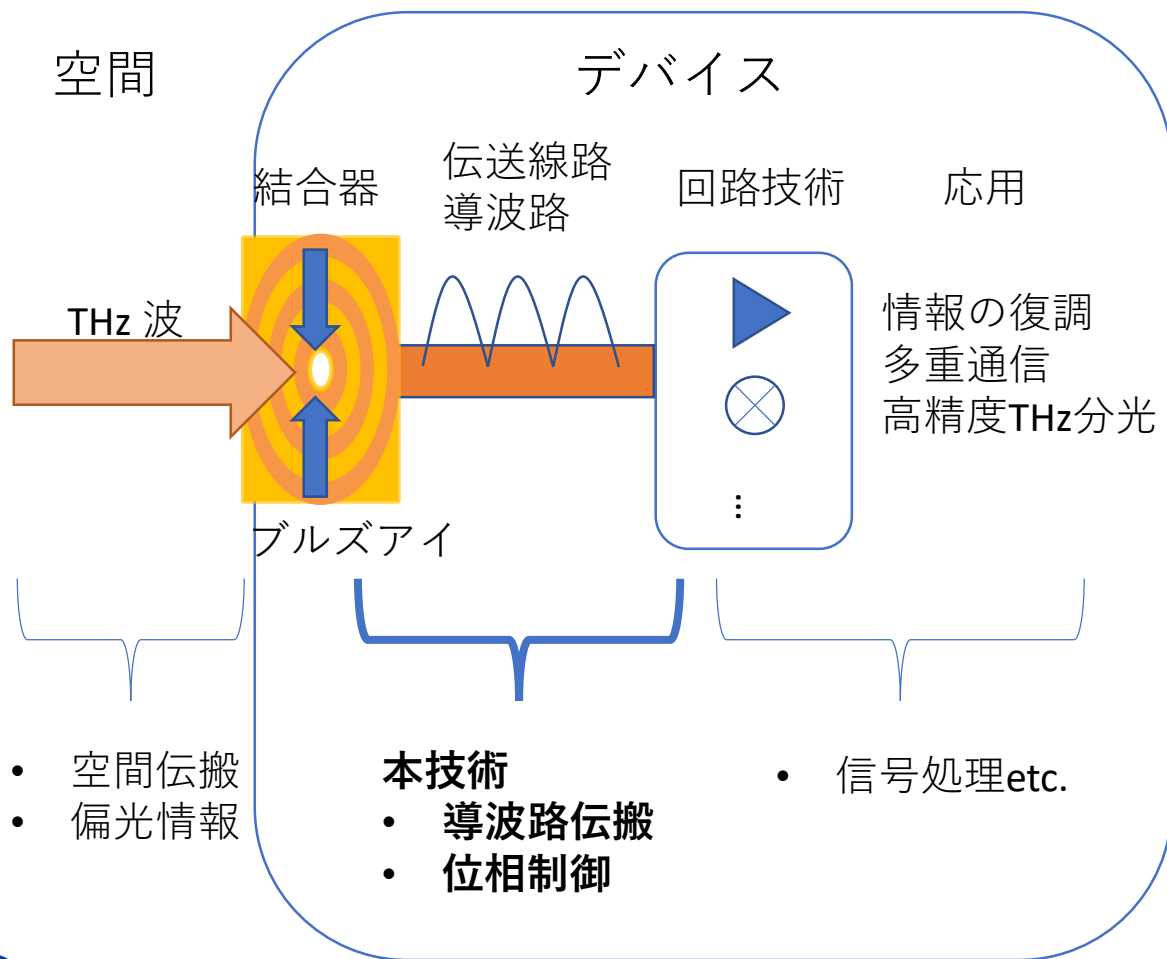 空間
デバイス
結合器
伝送線路
導波路
回路技術
応用
THz 波
情報の復調
多重通信
高精度THz分光
⋮
ブルズアイ
• 空間伝搬
• 偏光情報
本技術
• 導波路伝搬
• 位相制御
• 信号処理etc.